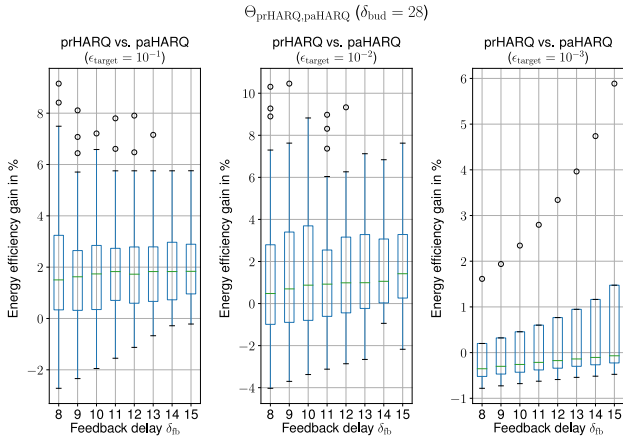 ΘprHARQ,paHARQ (δbud = 28)
prHARQ vs. paHARQ
(ϵtarget = 10⁻¹)
Energy efficiency gain in %
8
6
4
2
0
−2
8 9 10 11 12 13 14 15
Feedback delay δfb
prHARQ vs. paHARQ
(ϵtarget = 10⁻²)
Energy efficiency gain in %
10
8
6
4
2
0
−2
−4
8 9 10 11 12 13 14 15
Feedback delay δfb
prHARQ vs. paHARQ
(ϵtarget = 10⁻³)
Energy efficiency gain in %
6
5
4
3
2
1
0
−1
8 9 10 11 12 13 14 15
Feedback delay δfb